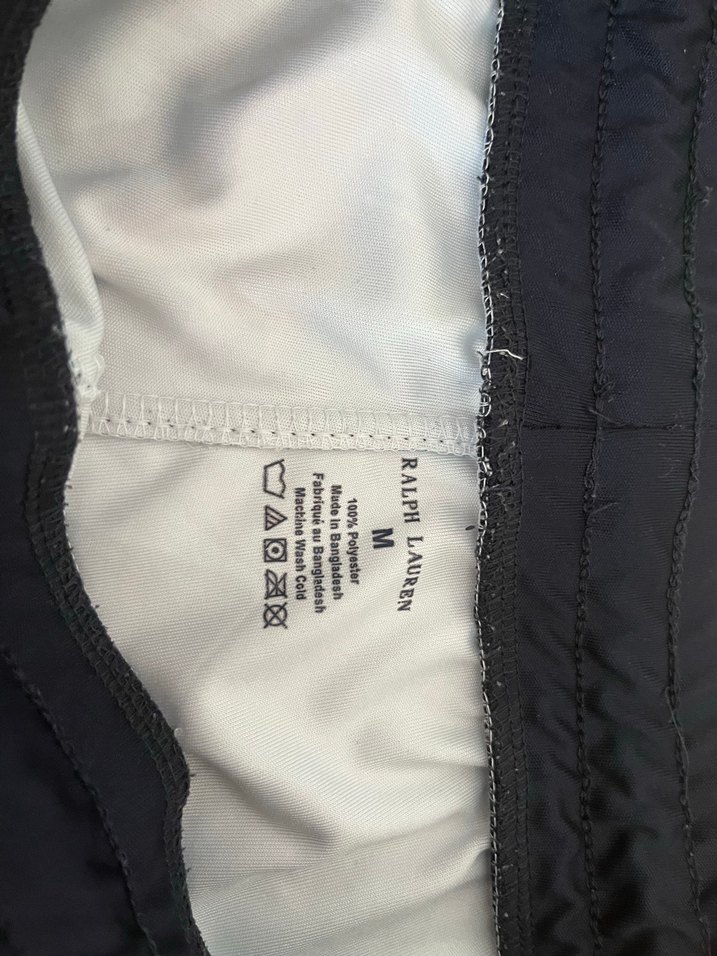 RALPH LAUREN
M
100% Polyester
Made in Bangladesh
Fabriqué au Bangladesh
Machine Wash Cold